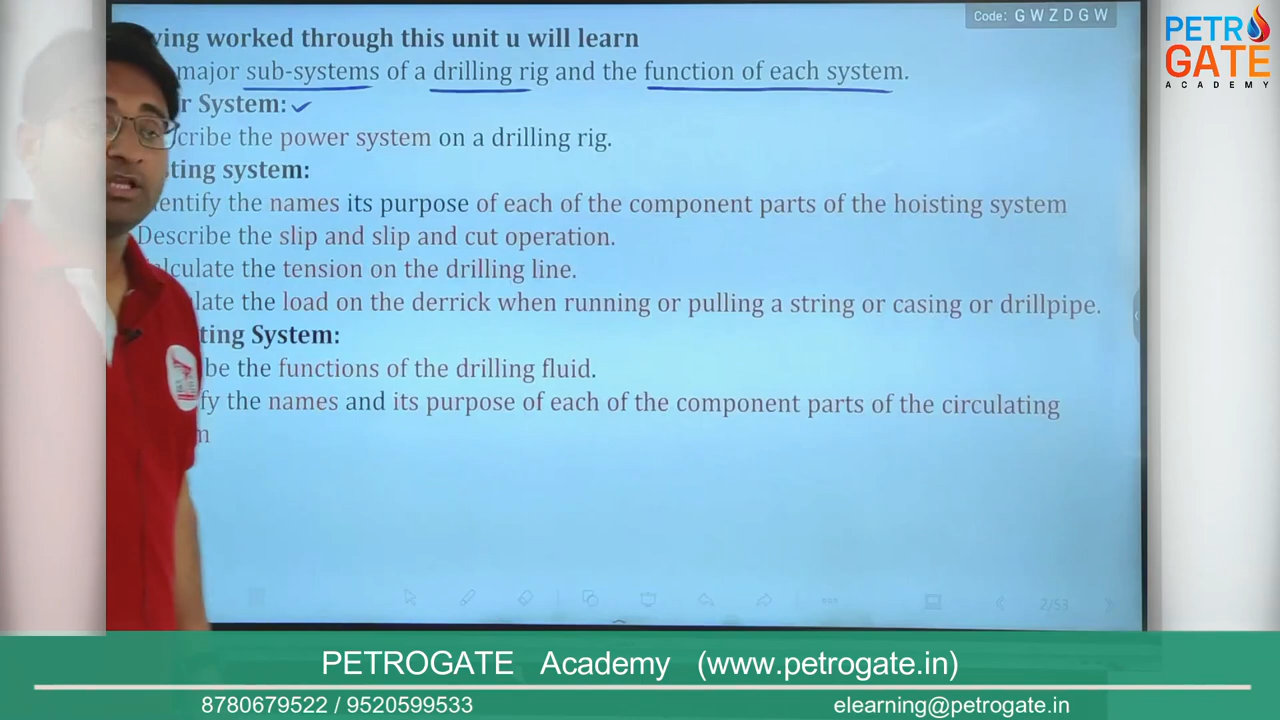 Code: G W Z D G W
PETR
GATE
ACADEMY
ving worked through this unit u will learn
major sub-systems of a drilling rig and the function of each system.
r System:
cribe the power system on a drilling rig.
ting system:
entify the names its purpose of each of the component parts of the hoisting system
Describe the slip and slip and cut operation.
lculate the tension on the drilling line.
late the load on the derrick when running or pulling a string or casing or drillpipe.
ting System:
be the functions of the drilling fluid.
fy the names and its purpose of each of the component parts of the circulating
m
2/53
PETROGATE Academy (www.petrogate.in)
8780679522 / 9520599533
elearning@petrogate.in